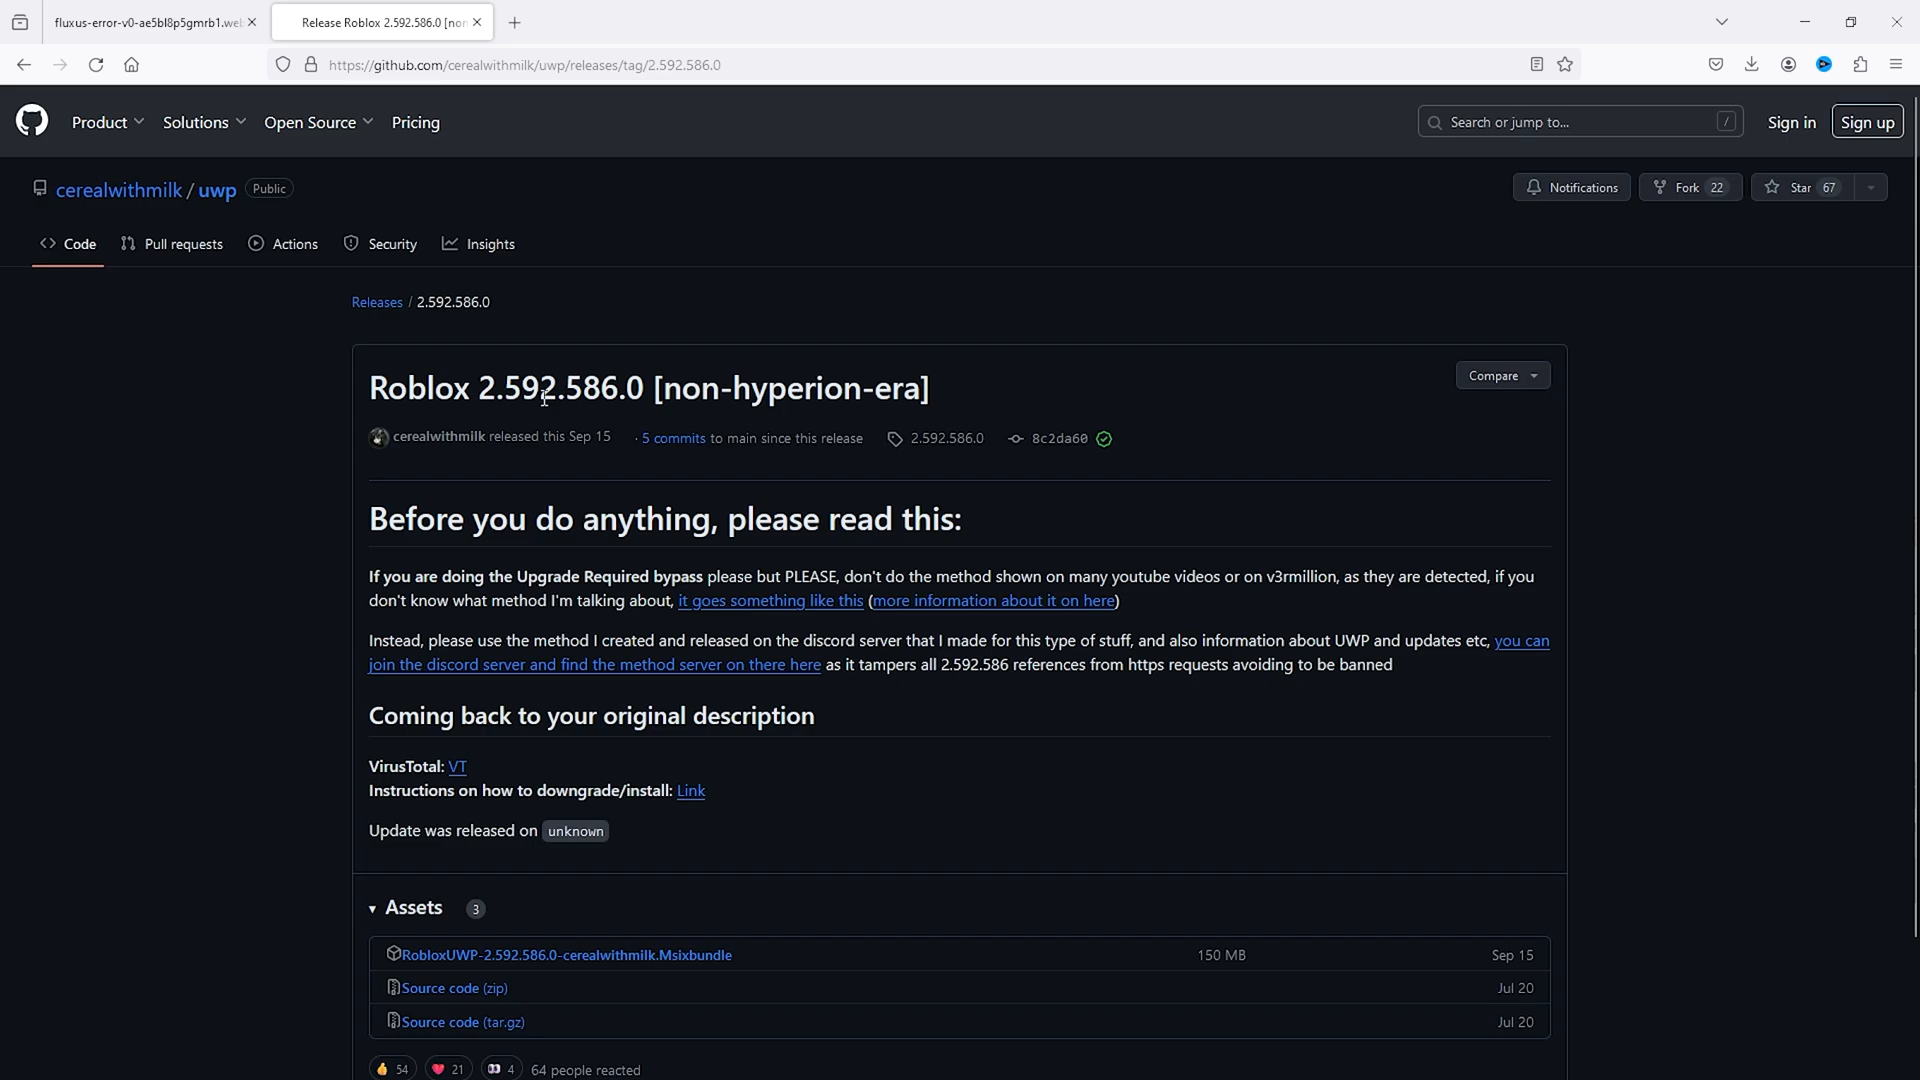 fluxus-error-v0-ae5bl8p5gmrb1.we
Release Roblox 2.592.586.0 [non
https://github.com/cerealwithmilk/uwp/releases/tag/2.592.586.0
Product Solutions Open Source Pricing Search or jump to... / Sign in Sign up
cerealwithmilk / uwp Public Notifications Fork 22 Star 67
Code Pull requests Actions Security Insights
Releases / 2.592.586.0
Roblox 2.592.586.0 [non-hyperion-era] Compare
cerealwithmilk released this Sep 15 · 5 commits to main since this release 2.592.586.0 8c2da60
Before you do anything, please read this:
If you are doing the Upgrade Required bypass please but PLEASE, don't do the method shown on many youtube videos or on v3rmillion, as they are detected, if you
don't know what method I'm talking about, it goes something like this (more information about it on here)
Instead, please use the method I created and released on the discord server that I made for this type of stuff, and also information about UWP and updates etc, you can
join the discord server and find the method server on there here as it tampers all 2.592.586 references from https requests avoiding to be banned
Coming back to your original description
VirusTotal: VT
Instructions on how to downgrade/install: Link
Update was released on unknown
Assets 3
RobloxUWP-2.592.586.0-cerealwithmilk.Msixbundle 150 MB Sep 15
Source code (zip) Jul 20
Source code (tar.gz) Jul 20
54 21 4 64 people reacted